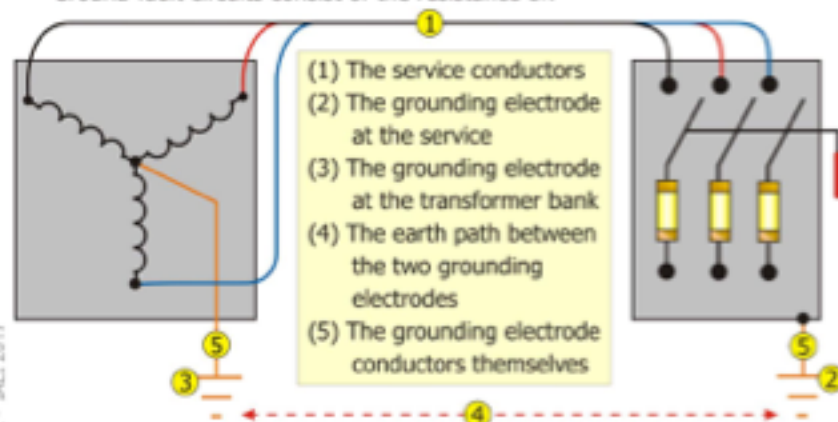 1
(1) The service conductors
(2) The grounding electrode
at the service
(3) The grounding electrode
at the transformer bank
(4) The earth path between
the two grounding
electrodes
(5) The grounding electrode
conductors themselves
5
5
3
2
4